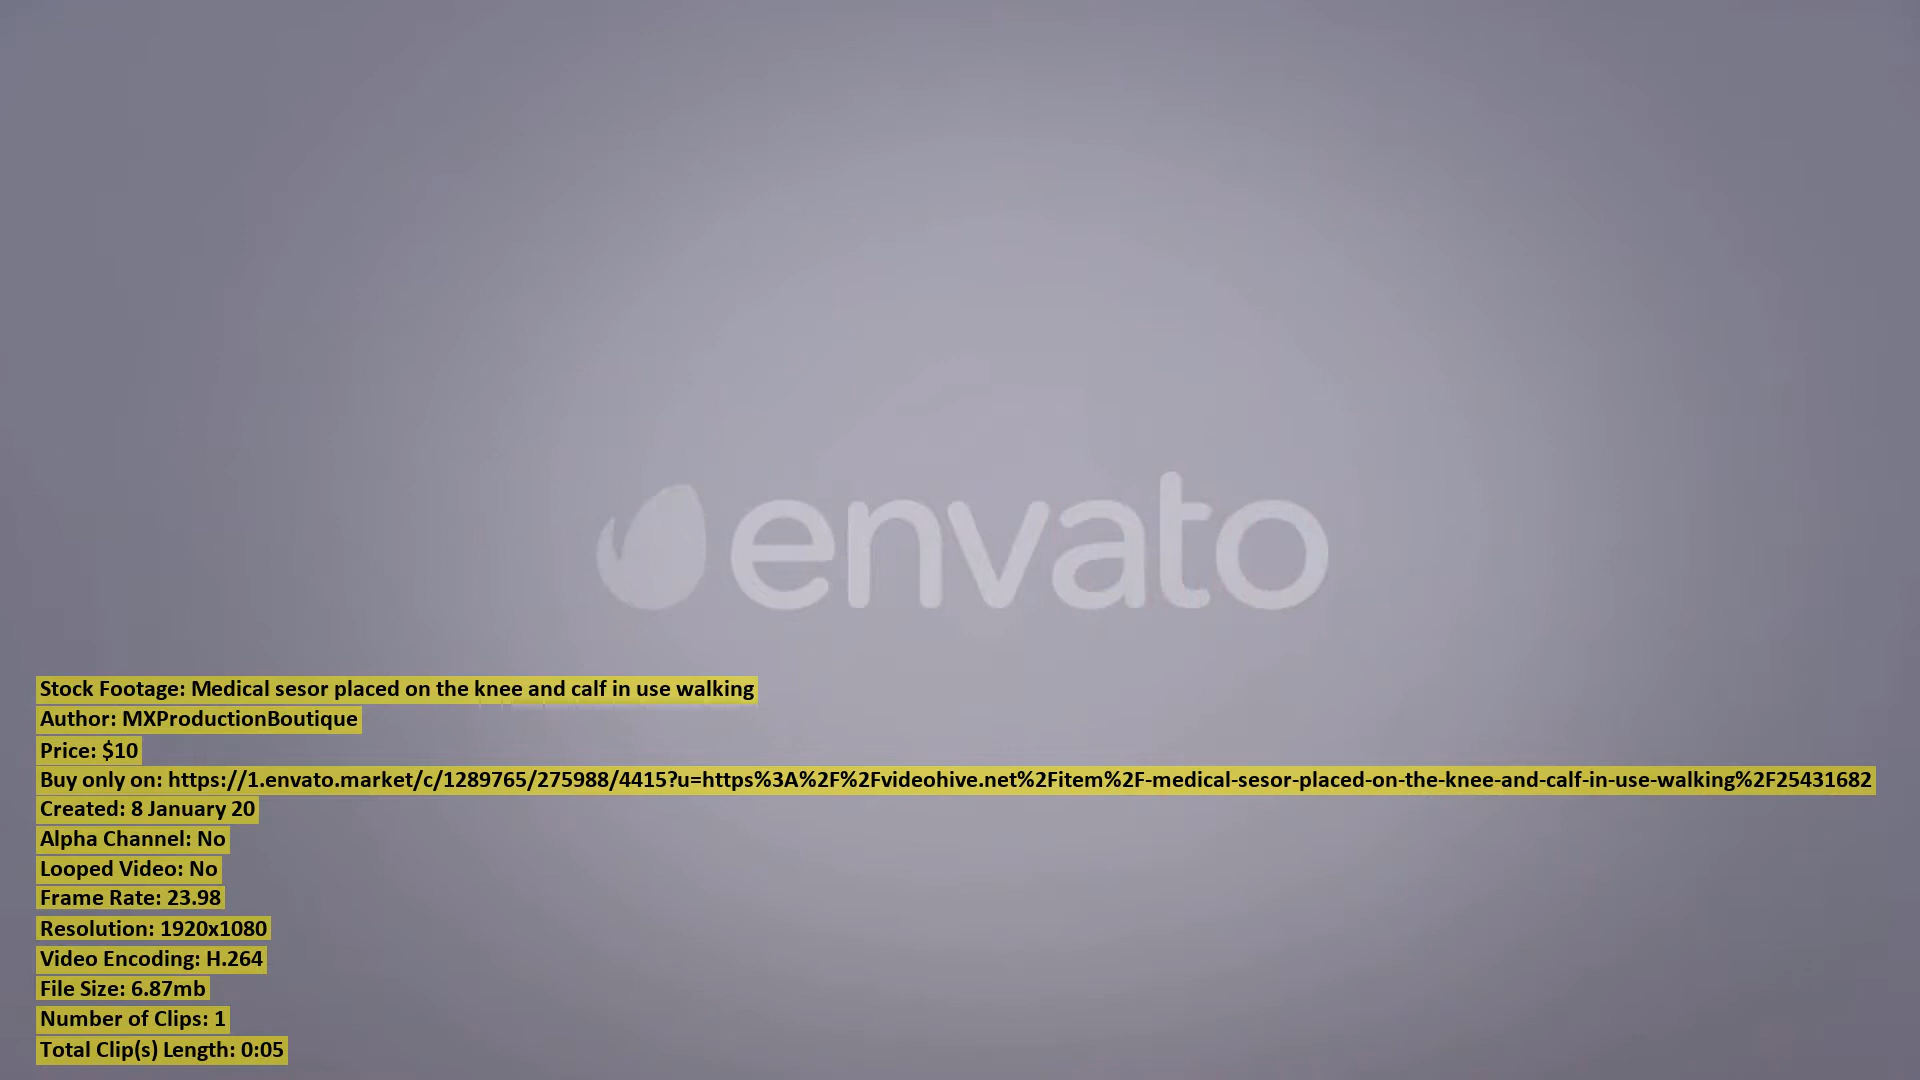 envato
Stock Footage: Medical sesor placed on the knee and calf in use walking
Author: MXProductionBoutique
Price: $10
Buy only on: https://1.envato.market/c/1289765/275988/4415?u=https%3A%2F%2Fvideohive.net%2Fitem%2F-medical-sesor-placed-on-the-knee-and-calf-in-use-walking%2F25431682
Created: 8 January 20
Alpha Channel: No
Looped Video: No
Frame Rate: 23.98
Resolution: 1920x1080
Video Encoding: H.264
File Size: 6.87mb
Number of Clips: 1
Total Clip(s) Length: 0:05